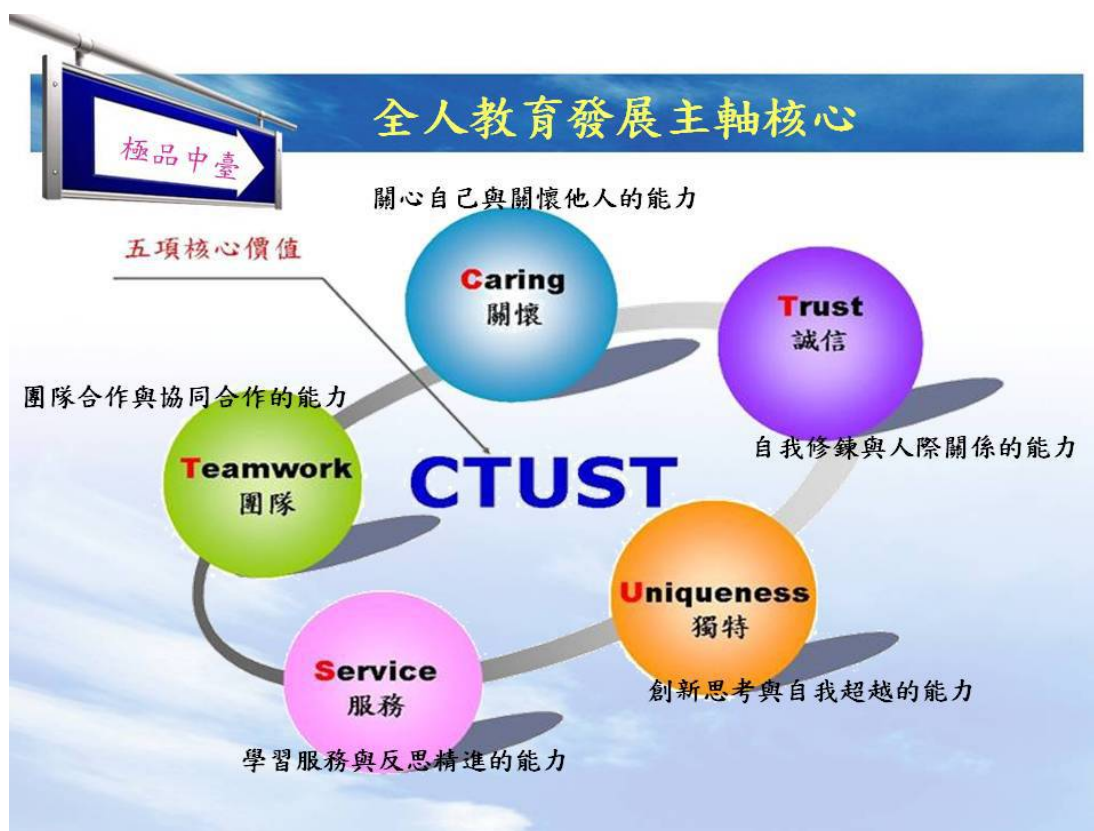 全人教育發展主軸核心
極品中臺
關心自己與關懷他人的能力
五項核心價值
Caring
關懷
Trust
誠信
團隊合作與協同合作的能力
自我修鍊與人際關係的能力
Teamwork
團隊
CTUST
Uniqueness
獨特
Service
服務
創新思考與自我超越的能力
學習服務與反思精進的能力